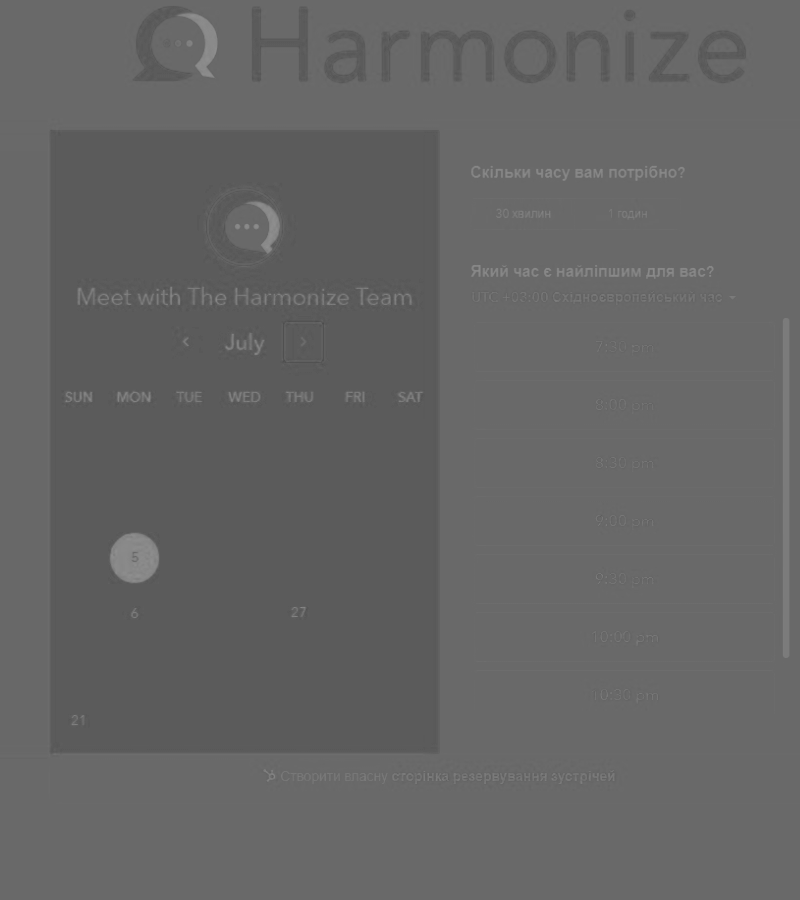 Harmonize
Meet with The Harmonize Team
July
SUN MON TUE WED THU FRI SAT
5
6 27
21
Скільки часу вам потрібно?
30 хвилин 1 годин
Який час є найліпшим для вас?
UTC +03:00 Східноєвропейський час
7:30 pm
8:00 pm
8:30 pm
9:00 pm
9:30 pm
10:00 pm
10:30 pm
Створити власну сторінка резервування зустрічей